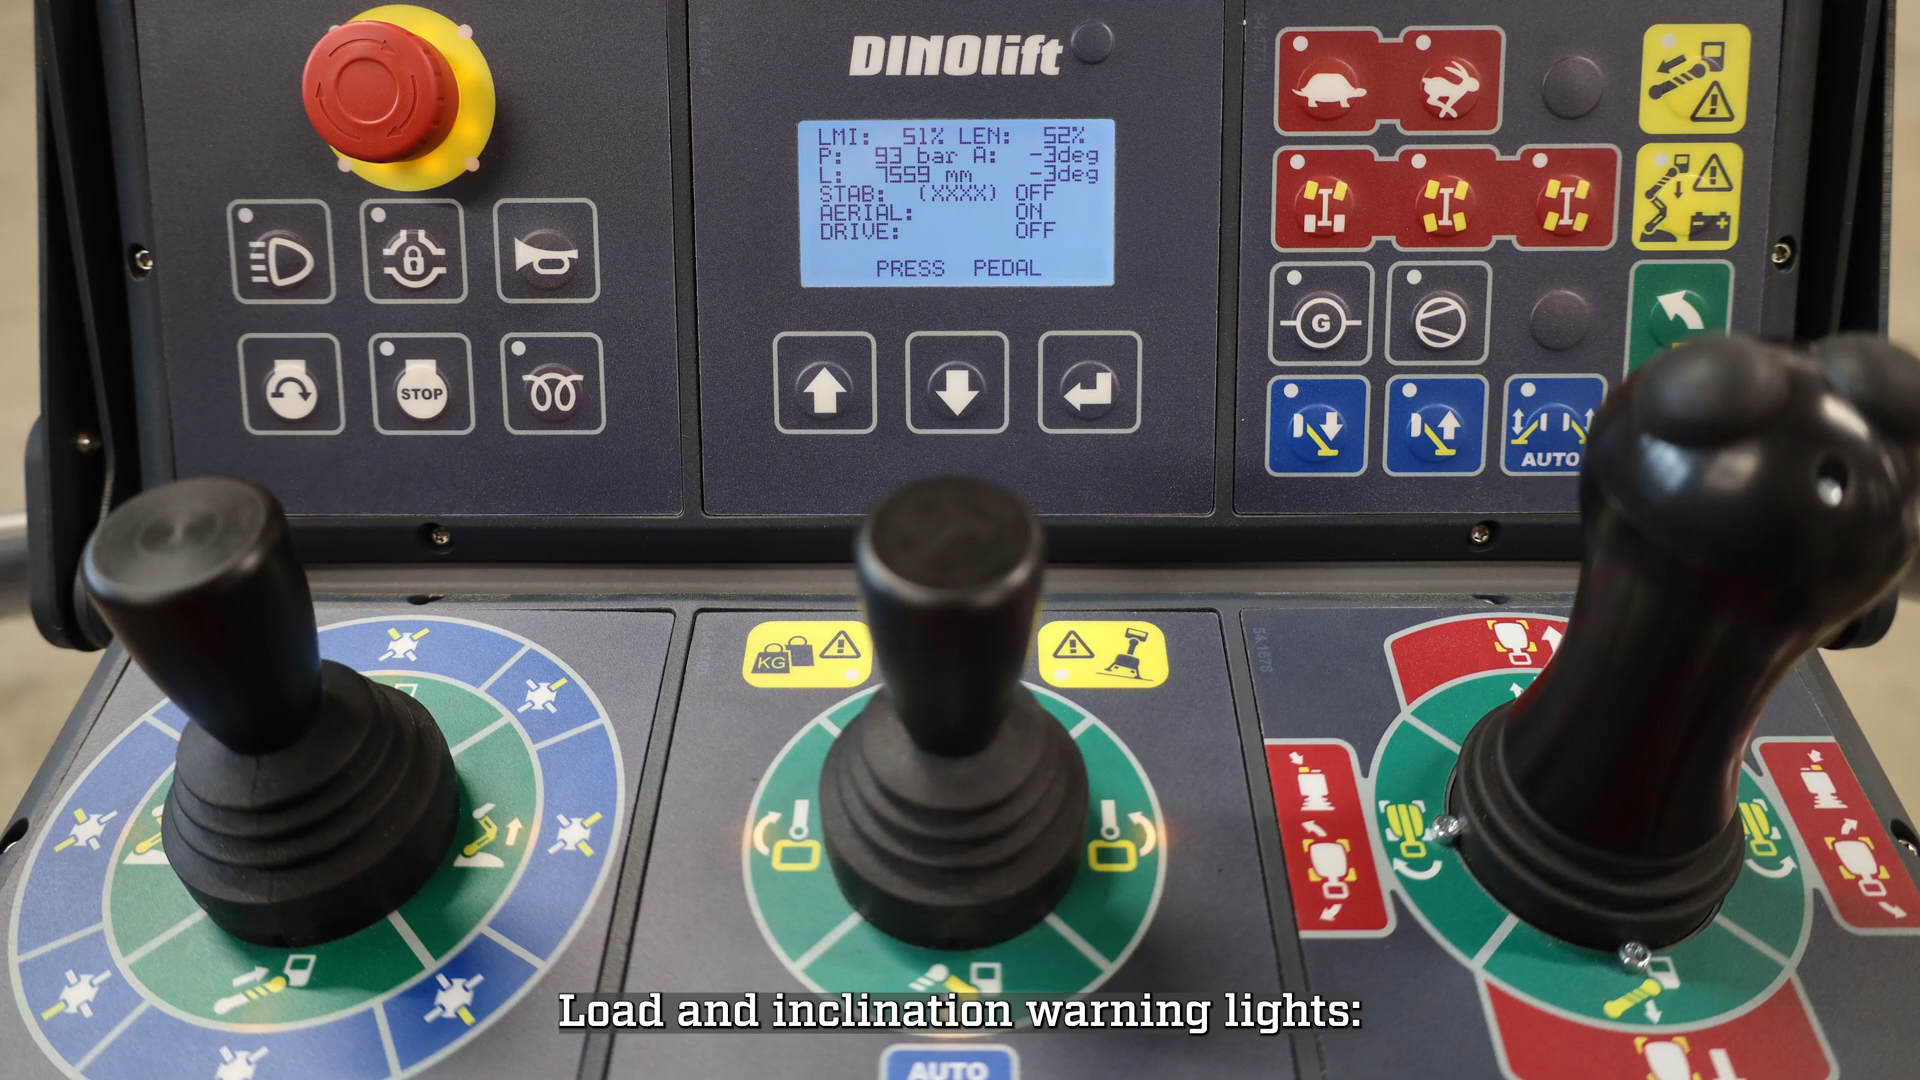 DINOlift
LMI: 51% LEN: 52%
P: 93 bar A: -3deg
L: 7559 mm -3deg
STAB: (XXXX) OFF
AERIAL: ON
DRIVE: OFF
PRESS PEDAL
G
STOP
AUTO
KG
Load and inclination warning lights:
AUTO